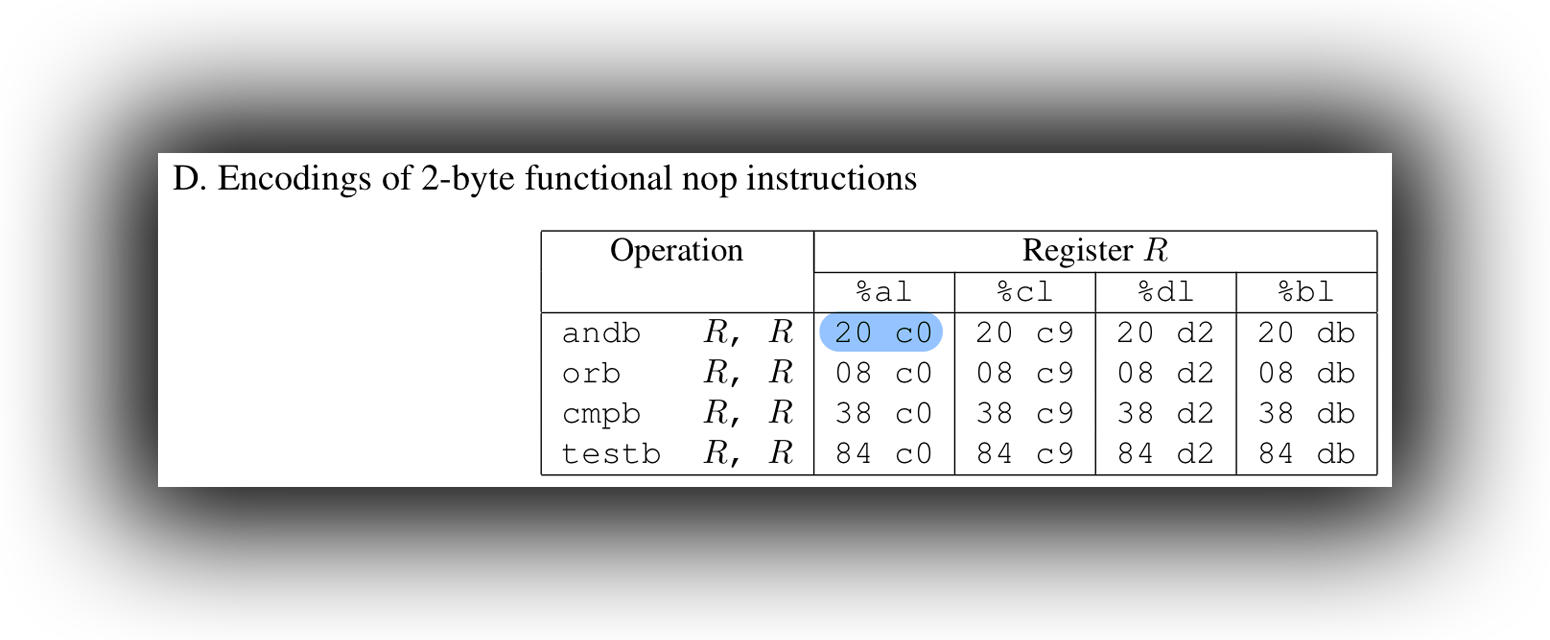 D. Encodings of 2-byte functional nop instructions
Operation Register R
%al %cl %dl %bl
andb R, R 20 c0 20 c9 20 d2 20 db
orb R, R 08 c0 08 c9 08 d2 08 db
cmpb R, R 38 c0 38 c9 38 d2 38 db
testb R, R 84 c0 84 c9 84 d2 84 db